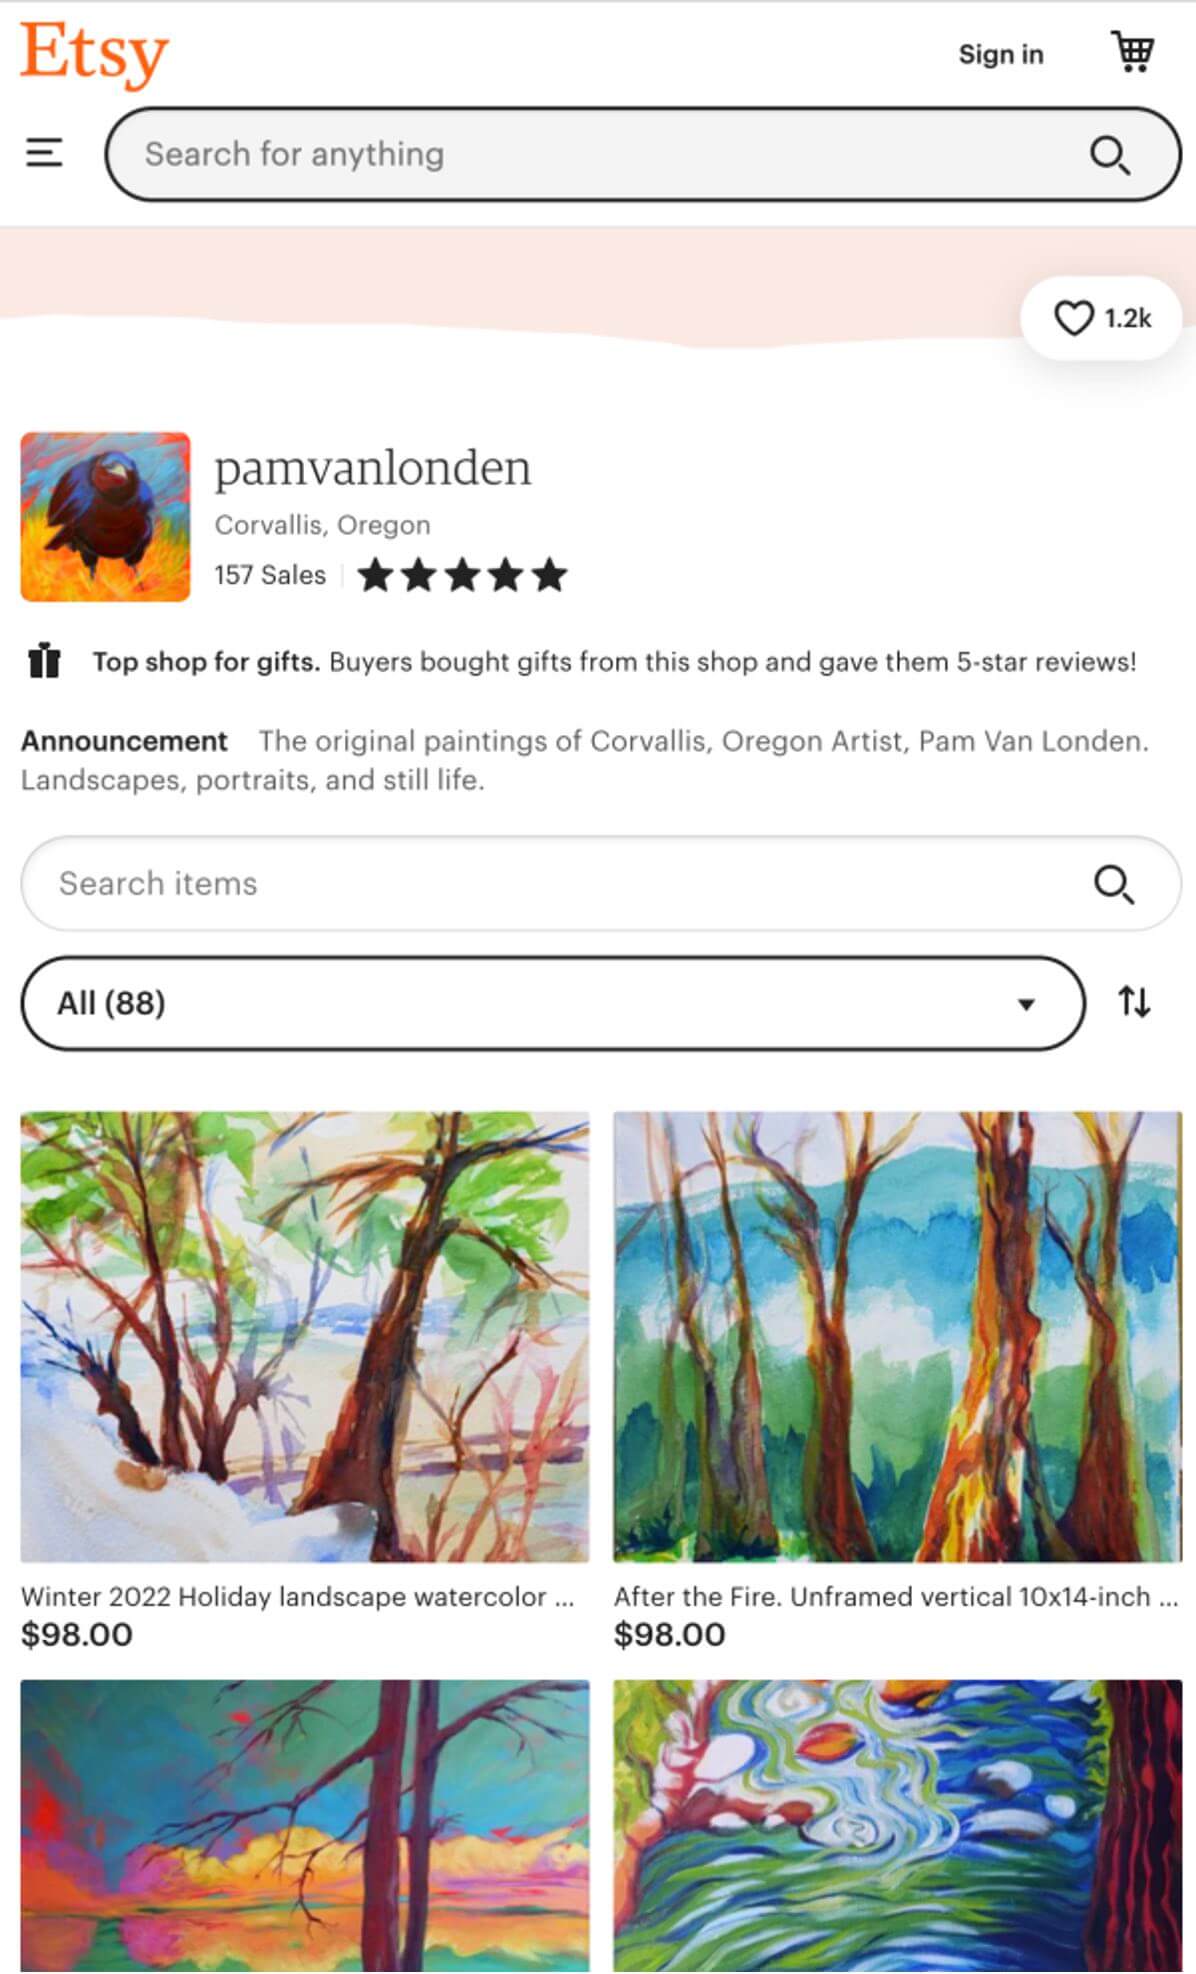 Etsy
Sign in
Search for anything
1.2k
pamvanlonden
Corvallis, Oregon
157 Sales
Top shop for gifts. Buyers bought gifts from this shop and gave them 5-star reviews!
Announcement The original paintings of Corvallis, Oregon Artist, Pam Van Londen.
Landscapes, portraits, and still life.
Search items
All (88)
Winter 2022 Holiday landscape watercolor ...
After the Fire. Unframed vertical 10x14-inch ...
$98.00
$98.00